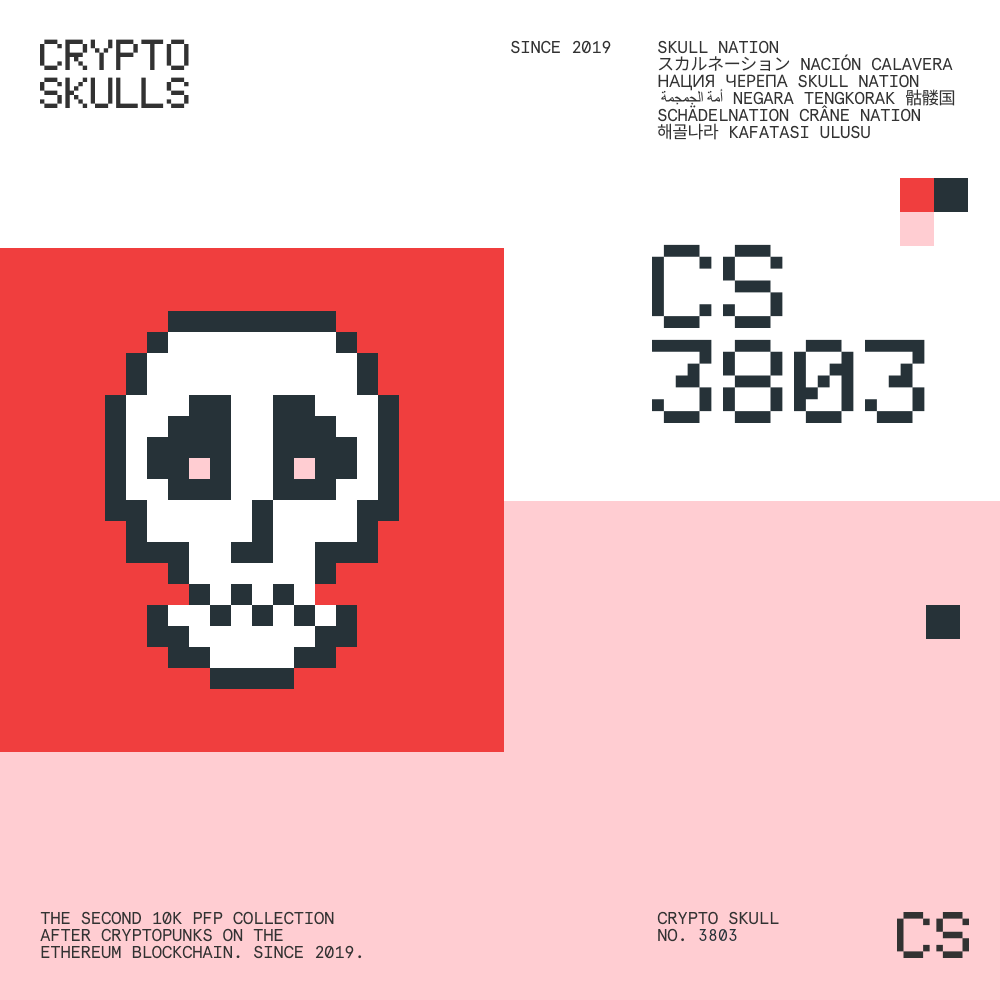 CRYPTO
SKULLS
SINCE 2019
SKULL NATION
スカルネーション NACIÓN CALAVERA
НАЦИЯ ЧЕРЕПА SKULL NATION
أمة الجمجمة NEGARA TENGKORAK 骷髅国
SCHÄDELNATION CRÂNE NATION
해골나라 KAFATASI ULUSU
CS
3803
THE SECOND 10K PFP COLLECTION
AFTER CRYPTOPUNKS ON THE
ETHEREUM BLOCKCHAIN. SINCE 2019.
CRYPTO SKULL
NO. 3803
CS